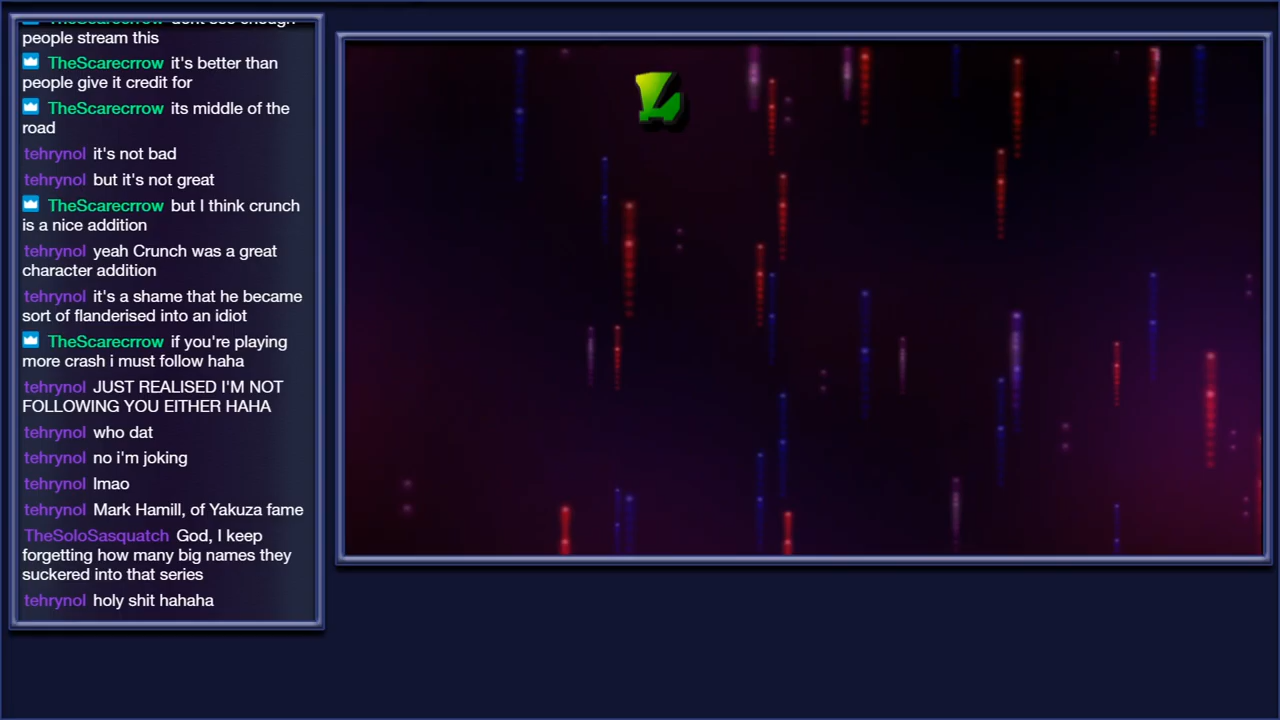 people stream this
TheScarecrrow it's better than
people give it credit for
TheScarecrrow its middle of the
road
tehrynol it's not bad
tehrynol but it's not great
TheScarecrrow but I think crunch
is a nice addition
tehrynol yeah Crunch was a great
character addition
tehrynol it's a shame that he became
sort of flanderised into an idiot
TheScarecrrow if you're playing
more crash i must follow haha
tehrynol JUST REALISED I'M NOT
FOLLOWING YOU EITHER HAHA
tehrynol who dat
tehrynol no i'm joking
tehrynol lmao
tehrynol Mark Hamill, of Yakuza fame
TheSoloSasquatch God, I keep
forgetting how many big names they
suckered into that series
tehrynol holy shit hahaha